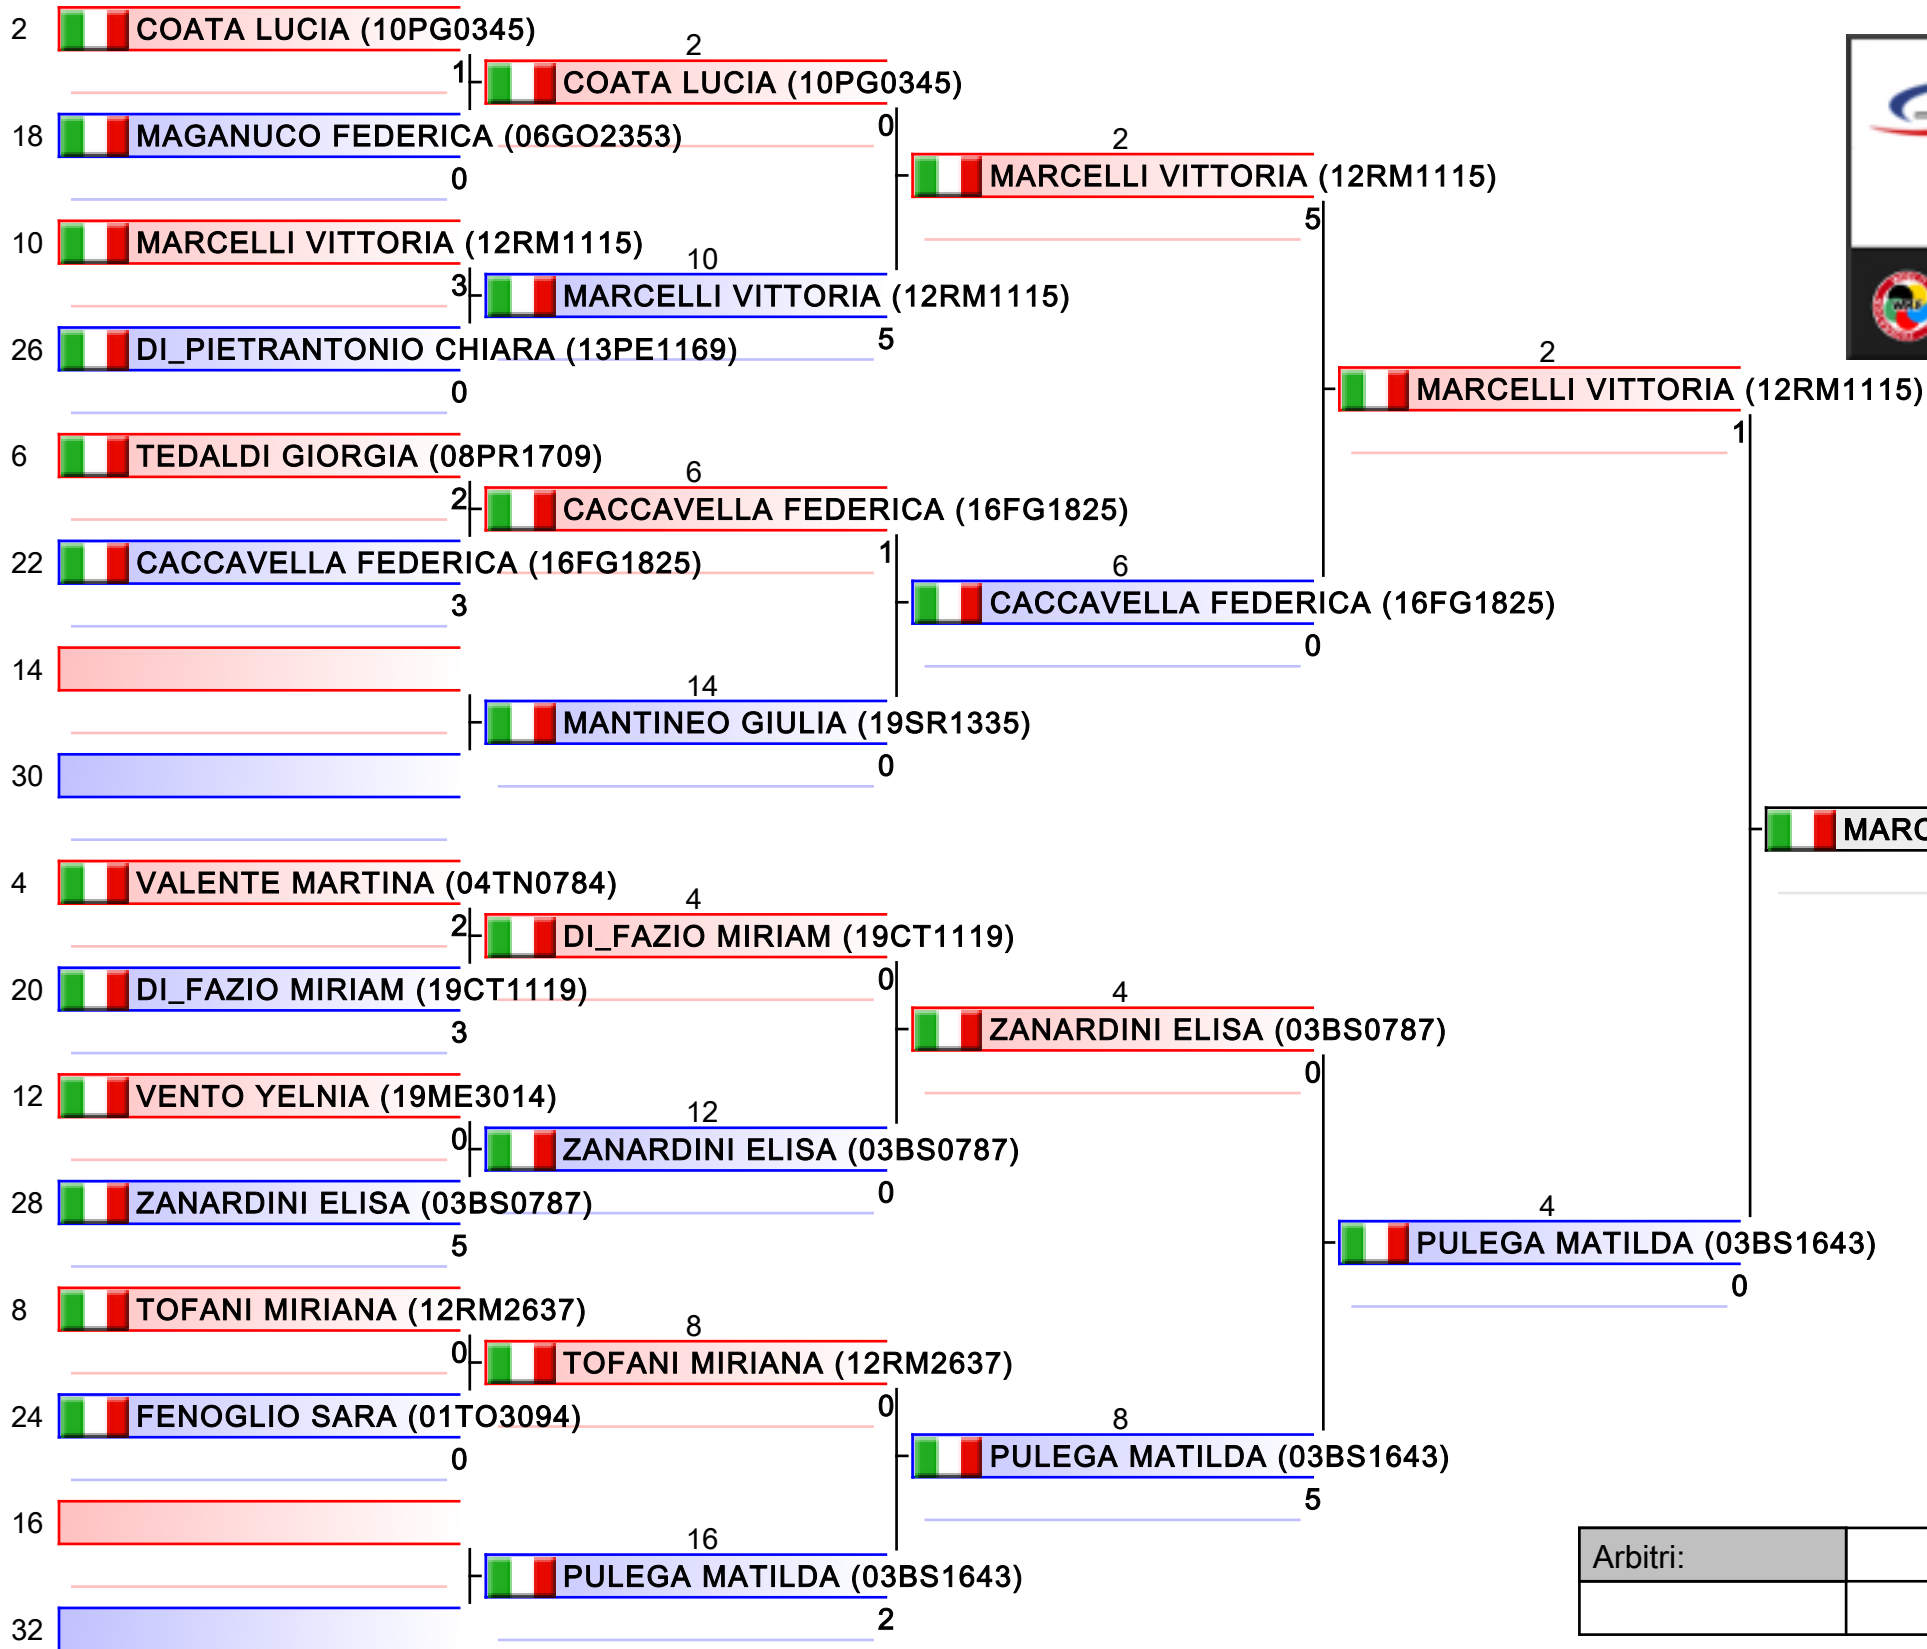 2 COATA LUCIA (10PG0345)
1
18 MAGANUCO FEDERICA (06GO2353)
0
10 MARCELLI VITTORIA (12RM1115)
3
26 DI_PIETRANTONIO CHIARA (13PE1169)
0
6 TEDALDI GIORGIA (08PR1709)
2
22 CACCAVELLA FEDERICA (16FG1825)
3
14
30
4 VALENTE MARTINA (04TN0784)
2
20 DI_FAZIO MIRIAM (19CT1119)
3
12 VENTO YELNIA (19ME3014)
0
28 ZANARDINI ELISA (03BS0787)
5
8 TOFANI MIRIANA (12RM2637)
0
24 FENOGLIO SARA (01TO3094)
0
16
32
2
COATA LUCIA (10PG0345)
0
10
MARCELLI VITTORIA (12RM1115)
5
6
CACCAVELLA FEDERICA (16FG1825)
1
14
MANTINEO GIULIA (19SR1335)
0
4
DI_FAZIO MIRIAM (19CT1119)
0
12
ZANARDINI ELISA (03BS0787)
0
8
TOFANI MIRIANA (12RM2637)
0
16
PULEGA MATILDA (03BS1643)
2
2
MARCELLI VITTORIA (12RM1115)
5
6
CACCAVELLA FEDERICA (16FG1825)
0
4
ZANARDINI ELISA (03BS0787)
0
8
PULEGA MATILDA (03BS1643)
5
2
MARCELLI VITTORIA (12RM1115)
1
4
PULEGA MATILDA (03BS1643)
0
MARC
Arbitri: